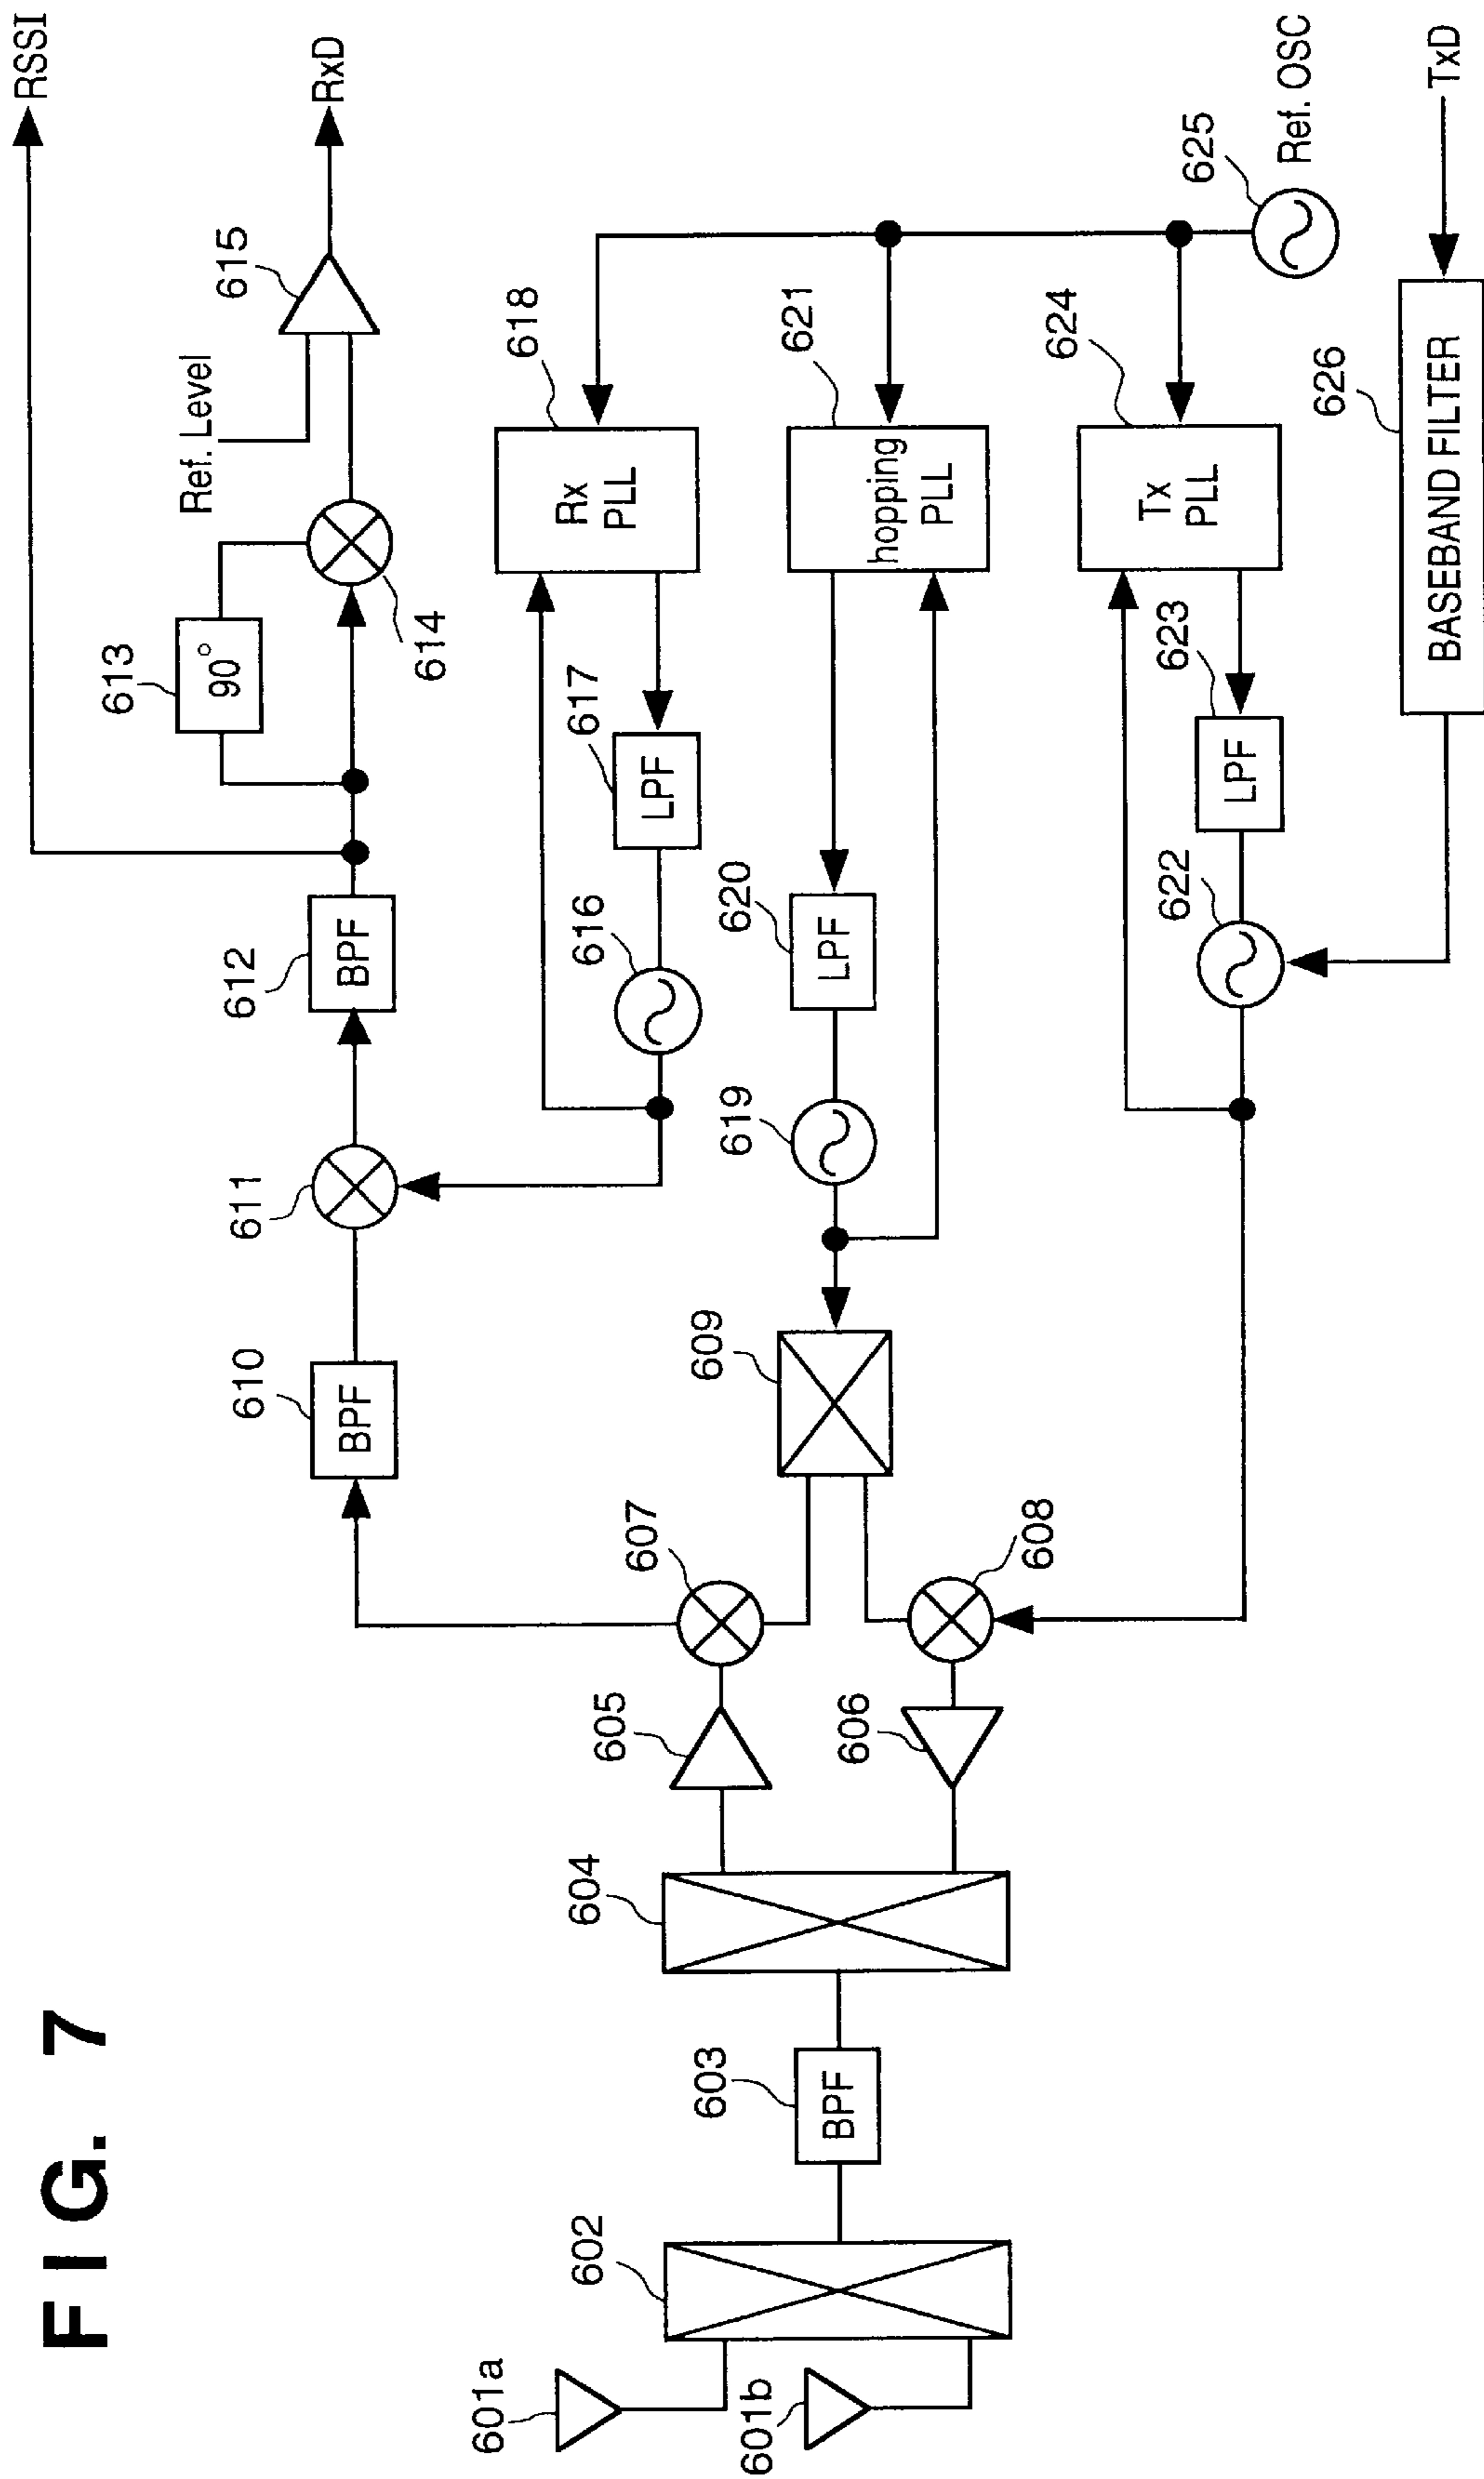 FIG. 7
RSSI
RxD
Ref. Level
615
613
90°
614
612
BPF
611
610
BPF
618
Rx
PLL
617
LPF
616
621
hopping
PLL
620
LPF
619
609
607
608
605
606
604
603
BPF
602
601a
601b
624
Tx
PLL
623
LPF
622
625
Ref. OSC
626
BASEBAND FILTER
TxD